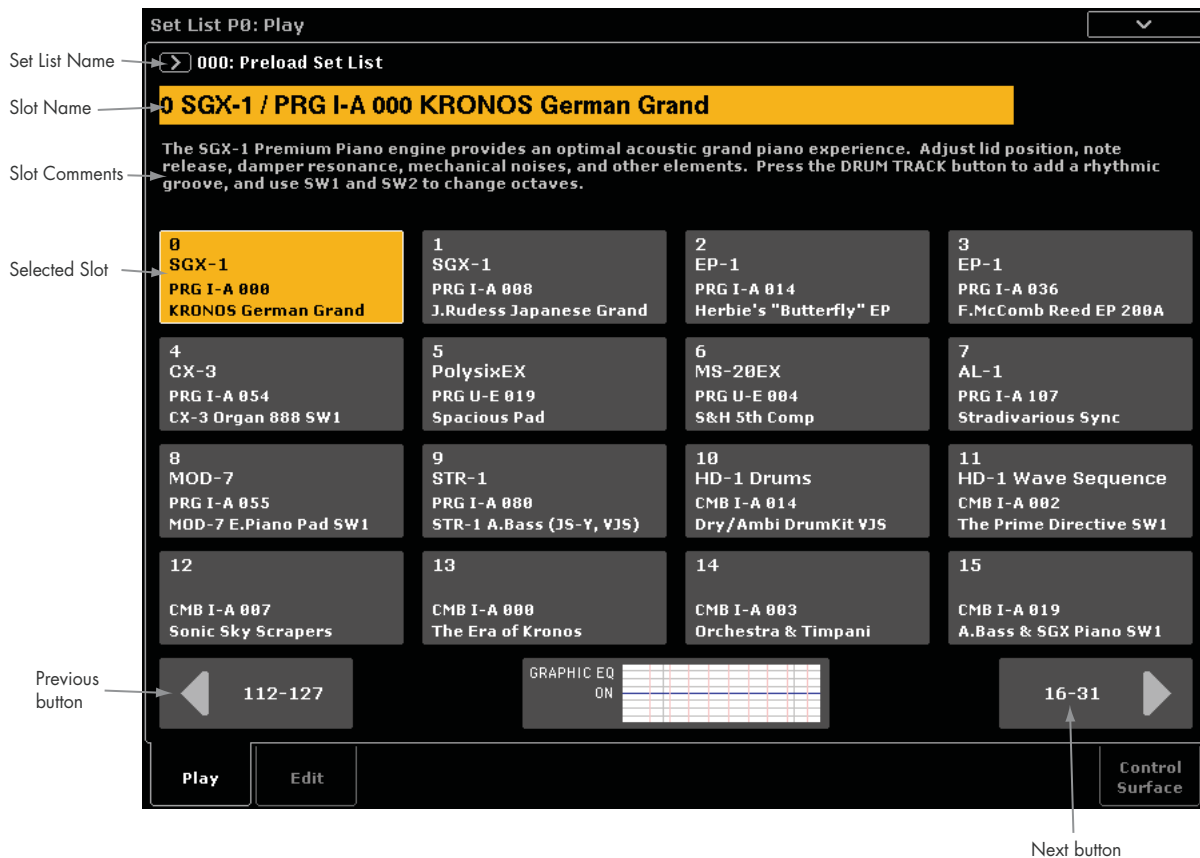 Set List P0: Play
Set List Name
000: Preload Set List
Slot Name
0 SGX-1 / PRG I-A 000 KRONOS German Grand
Slot Comments
The SGX-1 Premium Piano engine provides an optimal acoustic grand piano experience. Adjust lid position, note
release, damper resonance, mechanical noises, and other elements. Press the DRUM TRACK button to add a rhythmic
groove, and use SW1 and SW2 to change octaves.
Selected Slot
0
SGX-1
PRG I-A 000
KRONOS German Grand
1
SGX-1
PRG I-A 008
J.Rudess Japanese Grand
2
EP-1
PRG I-A 014
Herbie's "Butterfly" EP
3
EP-1
PRG I-A 036
F.McComb Reed EP 200A
4
CX-3
PRG I-A 054
CX-3 Organ 888 SW1
5
PolysixEX
PRG U-E 019
Spacious Pad
6
MS-20EX
PRG U-E 004
S&H 5th Comp
7
AL-1
PRG I-A 107
Stradivarious Sync
8
MOD-7
PRG I-A 055
MOD-7 E.Piano Pad SW1
9
STR-1
PRG I-A 080
STR-1 A.Bass (JS-Y, VJS)
10
HD-1 Drums
CMB I-A 014
Dry/Ambi DrumKit VJS
11
HD-1 Wave Sequence
CMB I-A 002
The Prime Directive SW1
12
CMB I-A 007
Sonic Sky Scrapers
13
CMB I-A 000
The Era of Kronos
14
CMB I-A 003
Orchestra & Timpani
15
CMB I-A 019
A.Bass & SGX Piano SW1
Previous
button
112-127
GRAPHIC EQ
ON
16-31
Play
Edit
Control
Surface
Next button